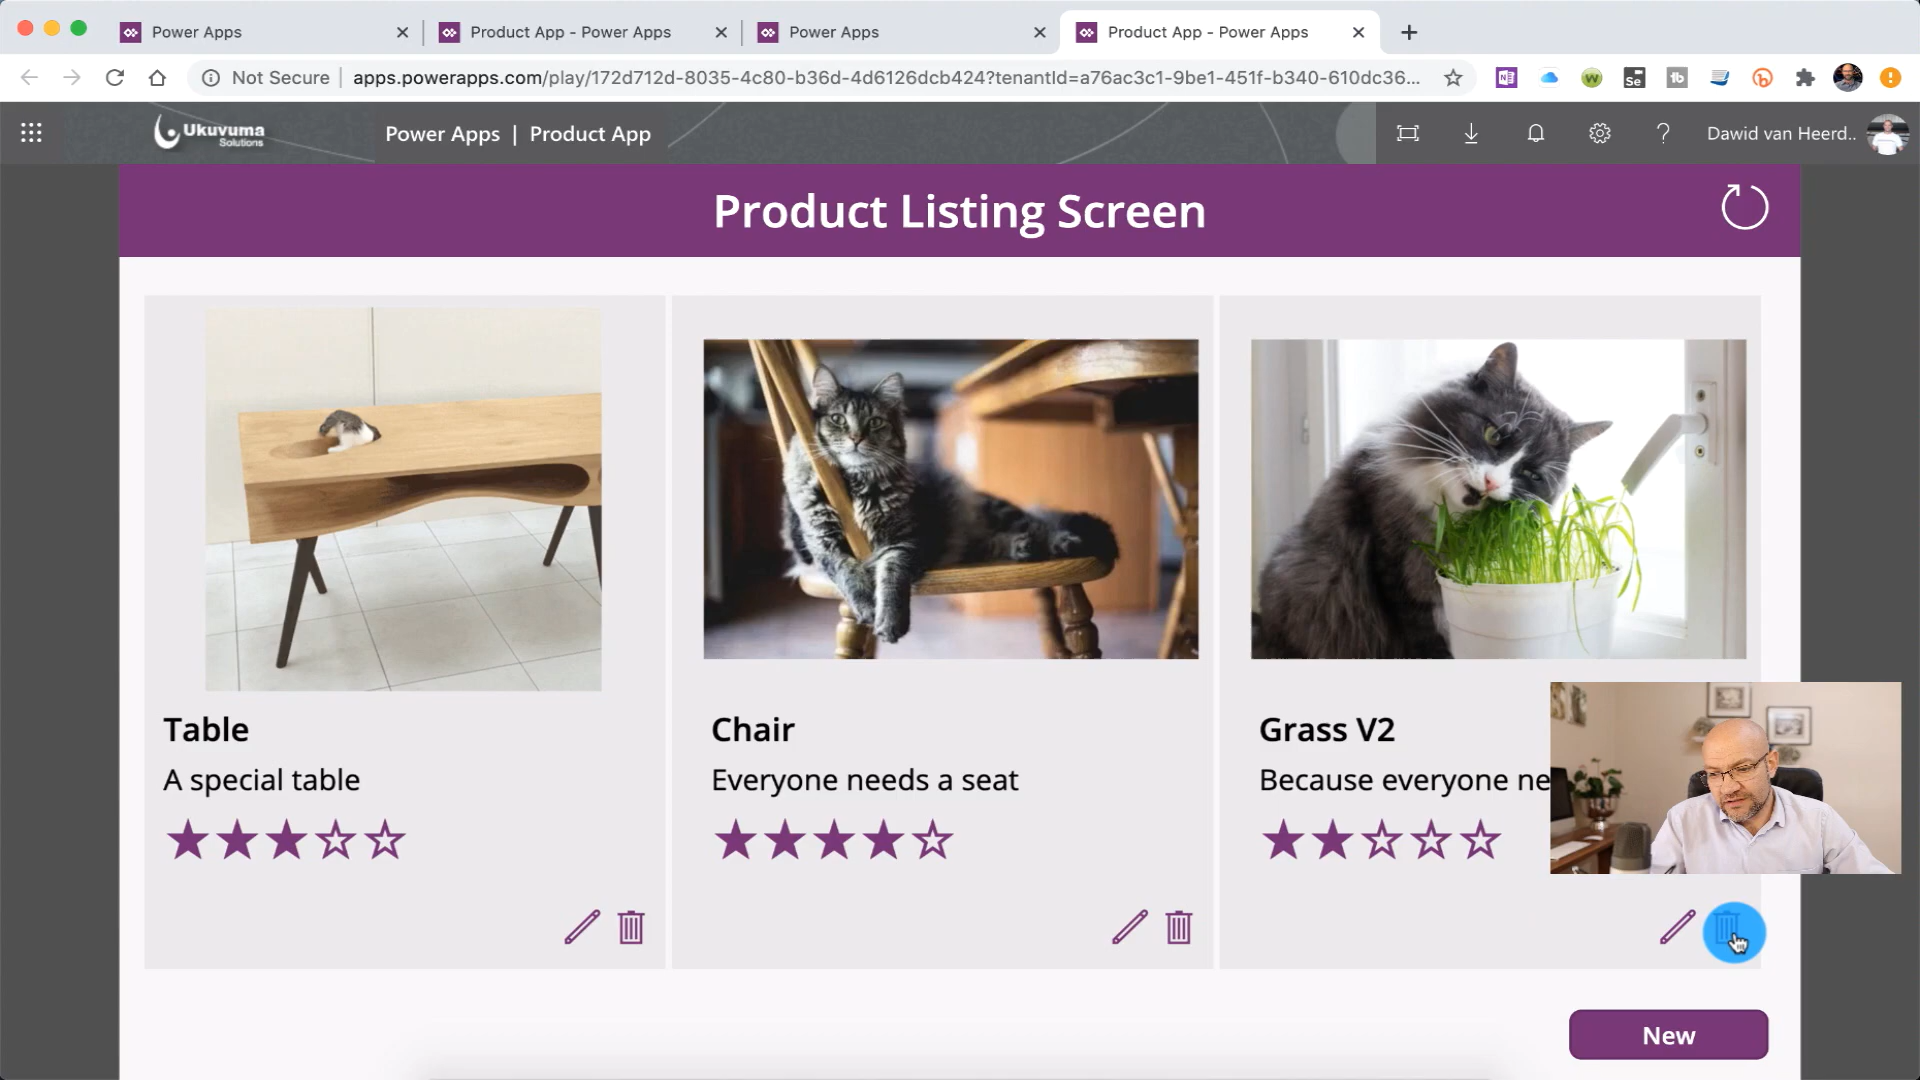 Power Apps
Product App - Power Apps
Power Apps
Product App - Power Apps
Not Secure
apps.powerapps.com/play/172d712d-8035-4c80-b36d-4d6126dcb424?tenantId=a76ac3c1-9be1-451f-b340-610dc36...
Ukuvuma
Solutions
Power Apps | Product App
Dawid van Heerd..
Product Listing Screen
Table
A special table
Chair
Everyone needs a seat
Grass V2
Because everyone ne
New